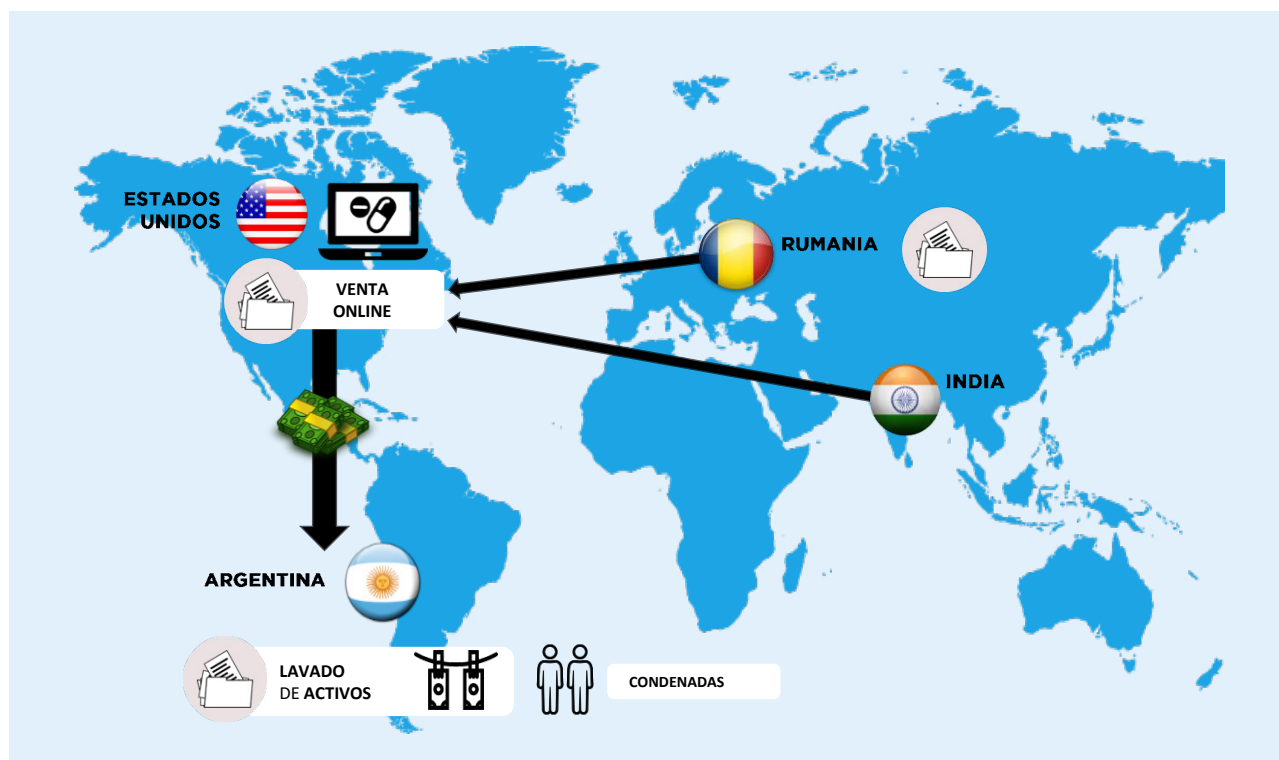 ESTADOS
UNIDOS
VENTA
ONLINE
RUMANIA
INDIA
ARGENTINA
LAVADO
DE ACTIVOS
CONDENADAS